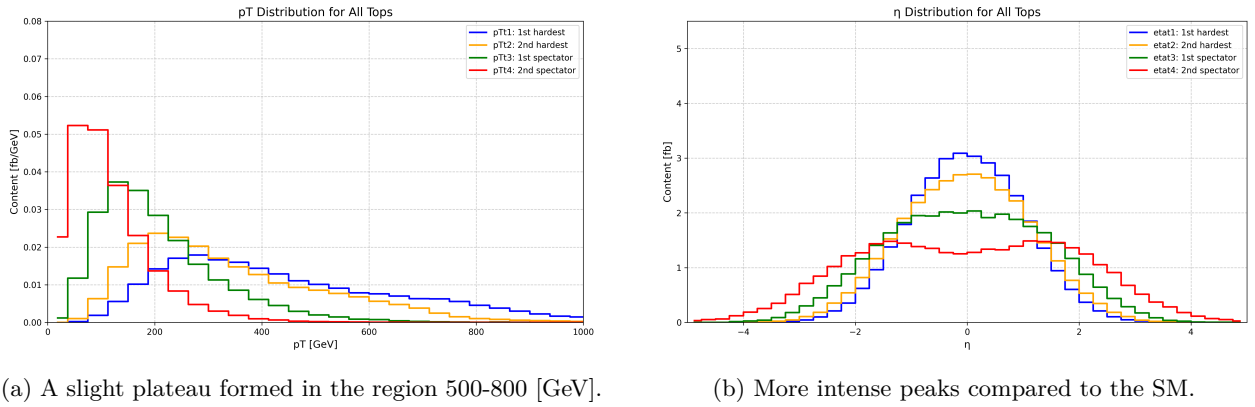 pT Distribution for All Tops
0.08
0.07
0.06
0.05
0.04
0.03
0.02
0.01
0.00
Content [fb/GeV]
0
200
400
600
800
1000
pT [GeV]
pTt1: 1st hardest
pTt2: 2nd hardest
pTt3: 1st spectator
pTt4: 2nd spectator
η Distribution for All Tops
5
4
3
2
1
0
Content [fb]
−4
−2
0
2
4
η
etat1: 1st hardest
etat2: 2nd hardest
etat3: 1st spectator
etat4: 2nd spectator
(a) A slight plateau formed in the region 500-800 [GeV].
(b) More intense peaks compared to the SM.